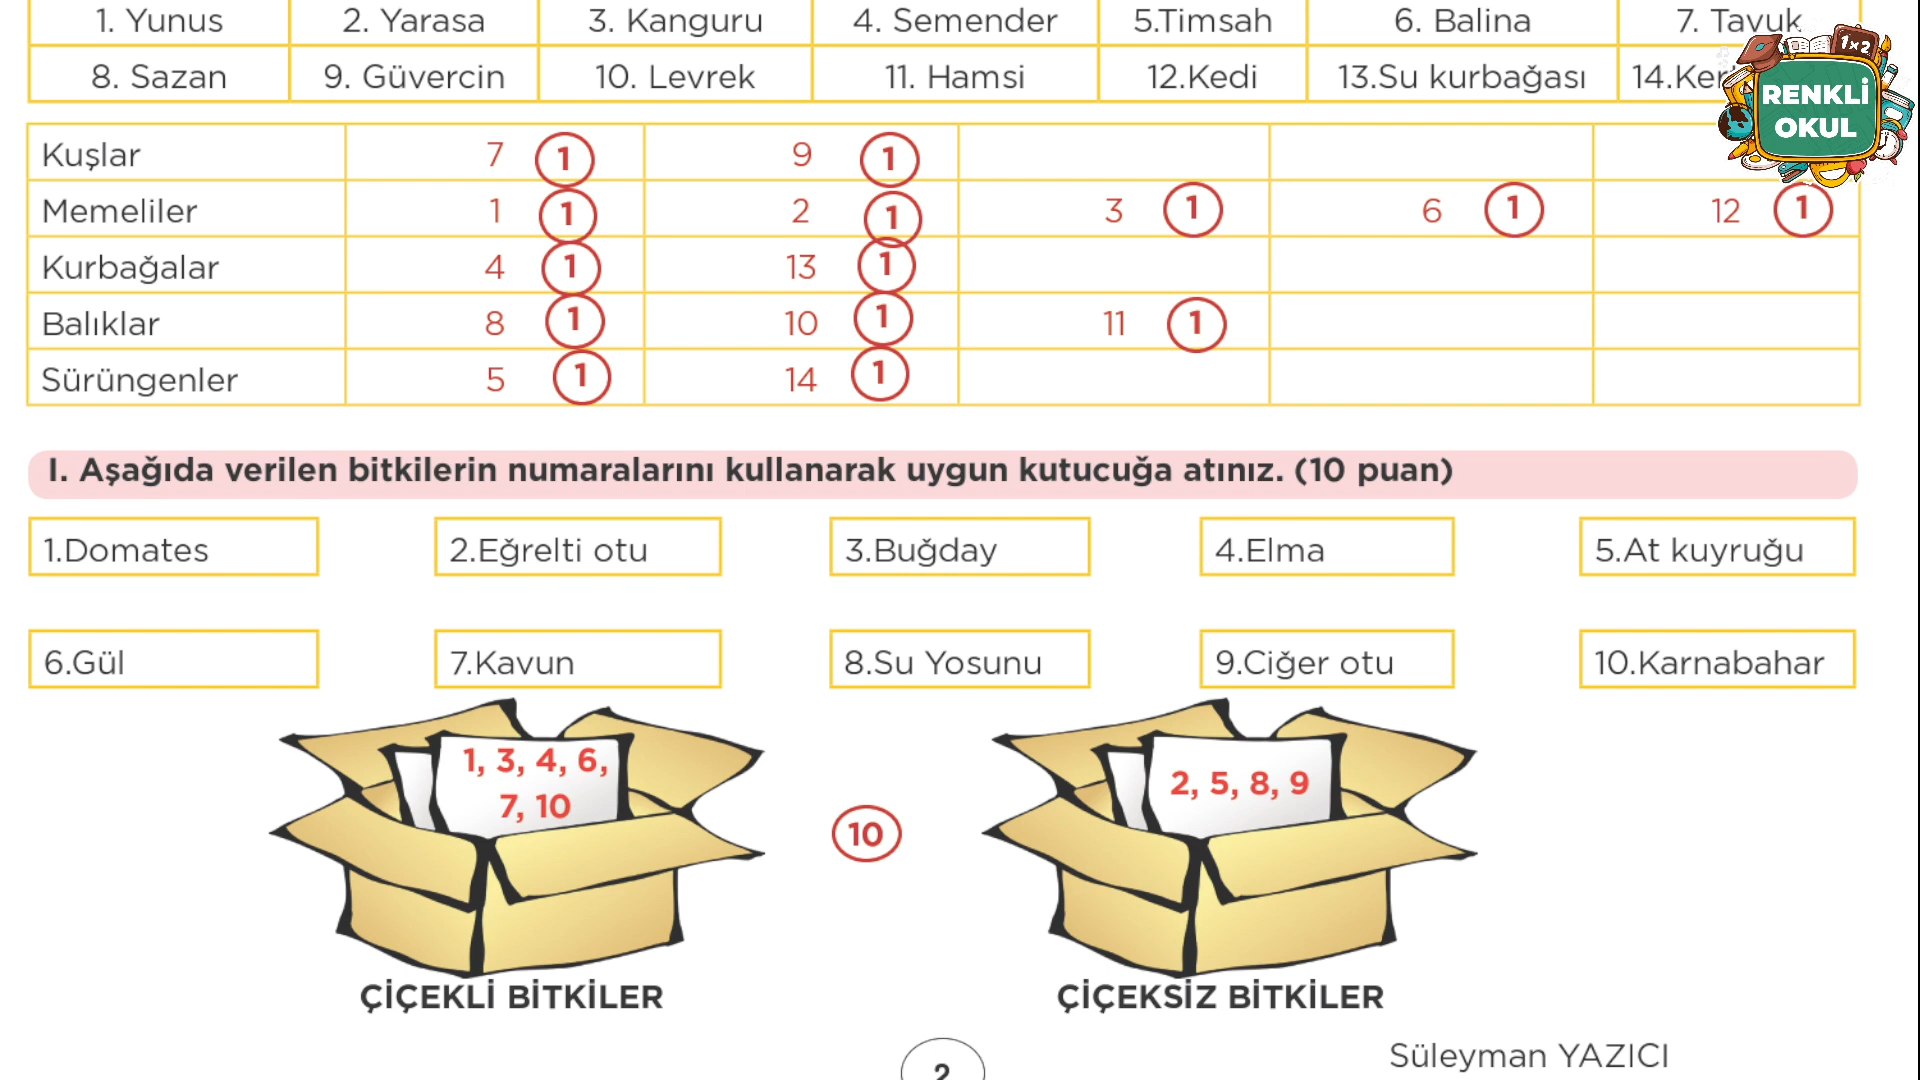 1. Yunus 2. Yarasa 3. Kanguru 4. Semender 5.Timsah 6. Balina 7. Tavuk
8. Sazan 9. Güvercin 10. Levrek 11. Hamsi 12.Kedi 13.Su kurbağası 14.Ker
1x2
RENKLİ
OKUL
Kuşlar 7 1 9 1
Memeliler 1 1 2 1 3 1 6 1 12 1
Kurbağalar 4 1 13 1
Balıklar 8 1 10 1 11 1
Sürüngenler 5 1 14 1
I. Aşağıda verilen bitkilerin numaralarını kullanarak uygun kutucuğa atınız. (10 puan)
1.Domates 2.Eğrelti otu 3.Buğday 4.Elma 5.At kuyruğu
6.Gül 7.Kavun 8.Su Yosunu 9.Ciğer otu 10.Karnabahar
1, 3, 4, 6,
7, 10
10
2, 5, 8, 9
ÇİÇEKLİ BİTKİLER ÇİÇEKSİZ BİTKİLER
2
Süleyman YAZICI